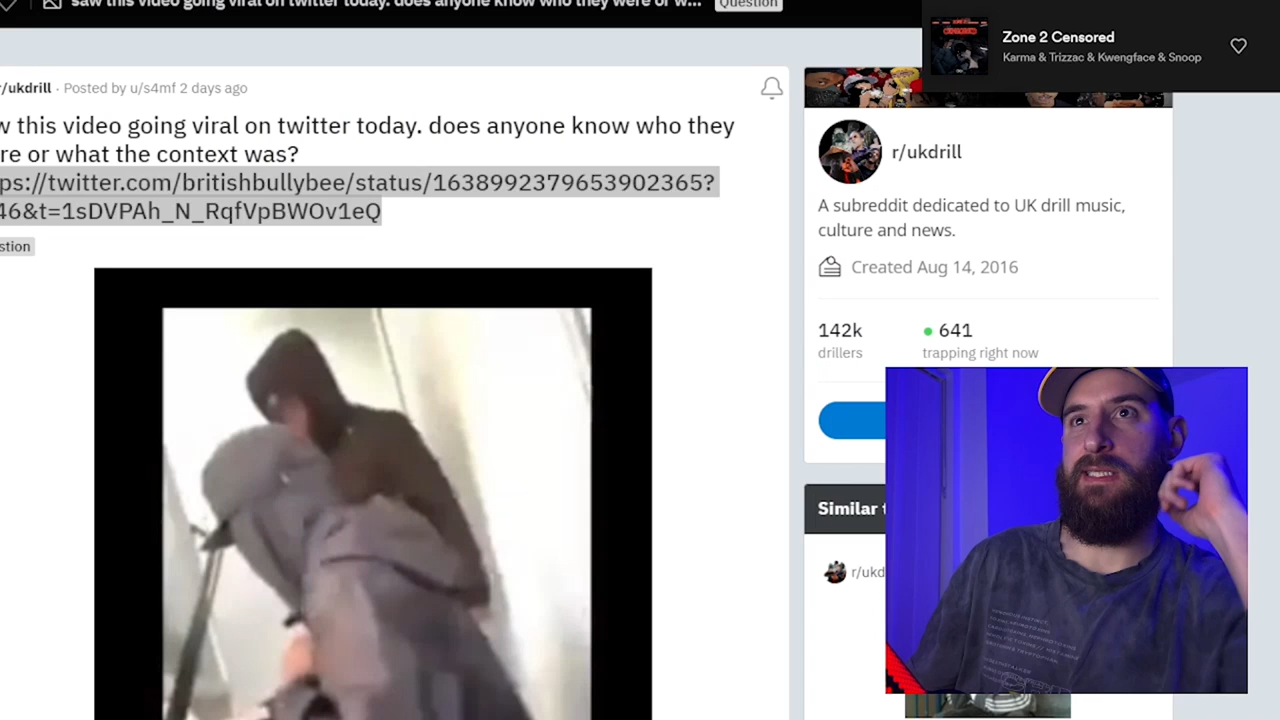 saw this video going viral on twitter today. does anyone know who they were or w...
Question
Zone 2 Censored
Karma & Trizzac & Kwengface & Snoop
r/ukdrill · Posted by u/s4mf 2 days ago
w this video going viral on twitter today. does anyone know who they
re or what the context was?
ps://twitter.com/britishbullybee/status/1638992379653902365?
46&t=1sDVPAh_N_RqfVpBWOv1eQ
stion
r/ukdrill
A subreddit dedicated to UK drill music,
culture and news.
Created Aug 14, 2016
142k
641
drillers
trapping right now
Similar t
r/ukd